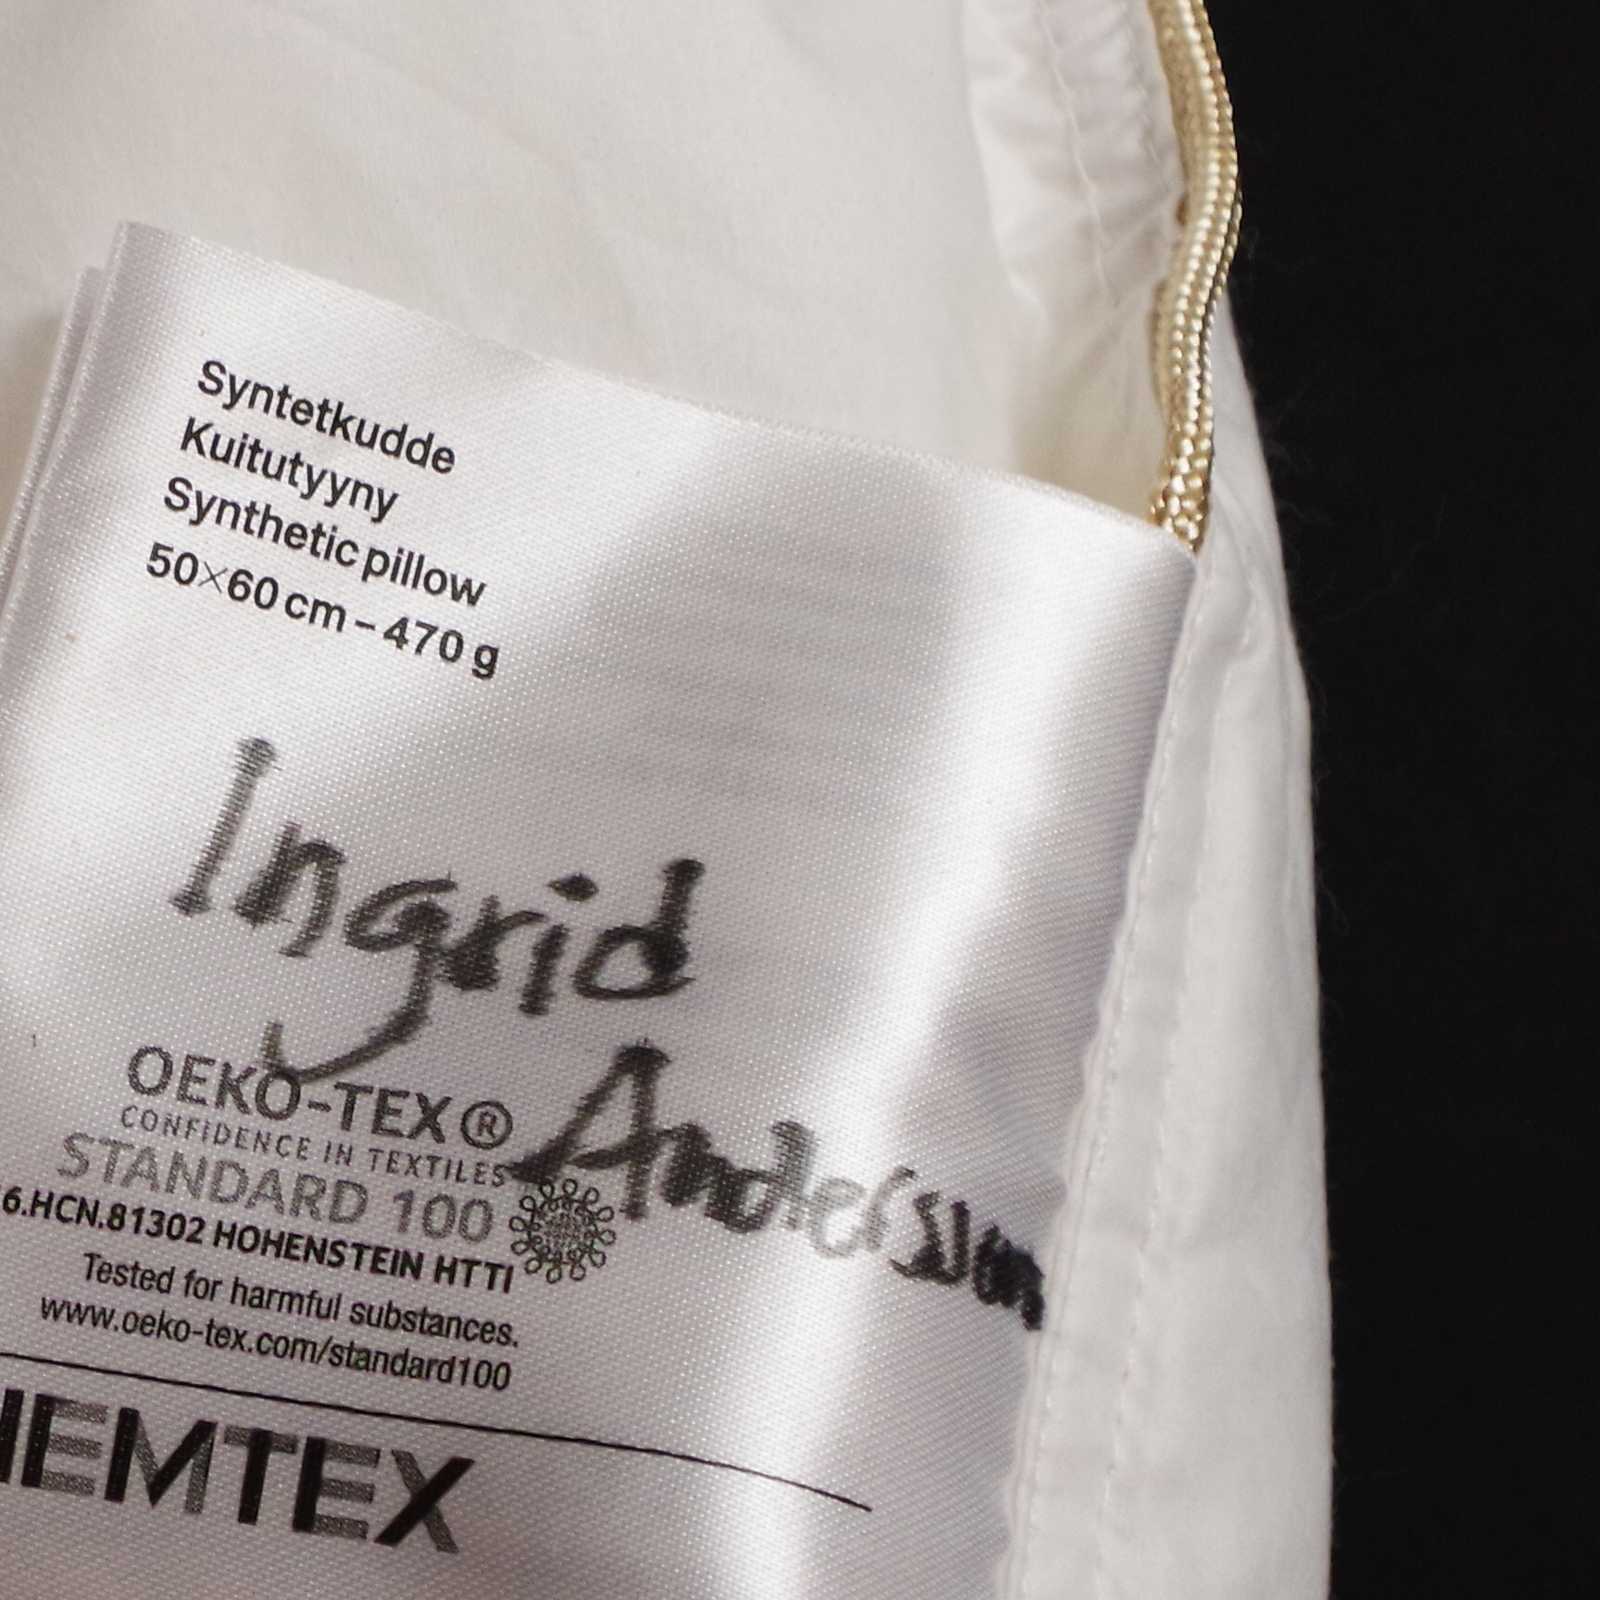 Syntetkudde
Kuitutyyny
Synthetic pillow
50×60 cm – 470 g
Ingrid
Andersson
OEKO-TEX®
CONFIDENCE IN TEXTILES
STANDARD 100
6.HCN.81302 HOHENSTEIN HTTI
Tested for harmful substances.
www.oeko-tex.com/standard100
HEMTEX